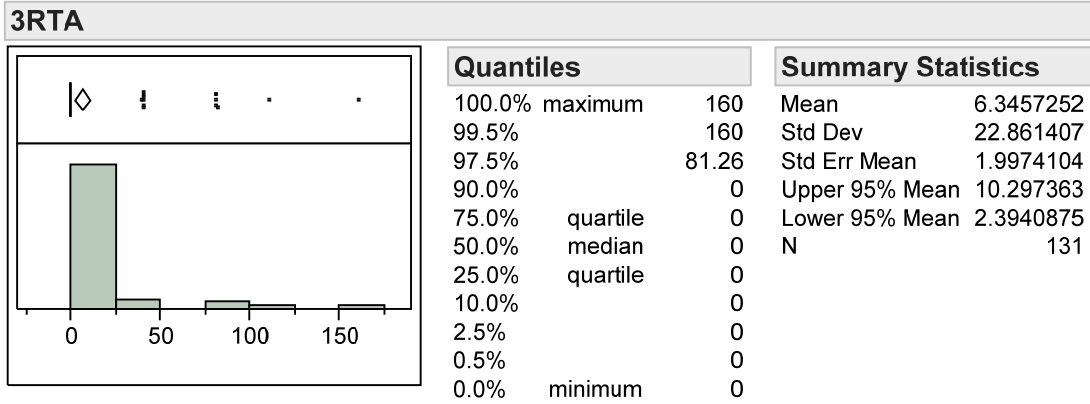 3RTA
0 50 100 150
Quantiles
100.0% maximum 160
99.5% 160
97.5% 81.26
90.0% 0
75.0% quartile 0
50.0% median 0
25.0% quartile 0
10.0% 0
2.5% 0
0.5% 0
0.0% minimum 0
Summary Statistics
Mean 6.3457252
Std Dev 22.861407
Std Err Mean 1.9974104
Upper 95% Mean 10.297363
Lower 95% Mean 2.3940875
N 131